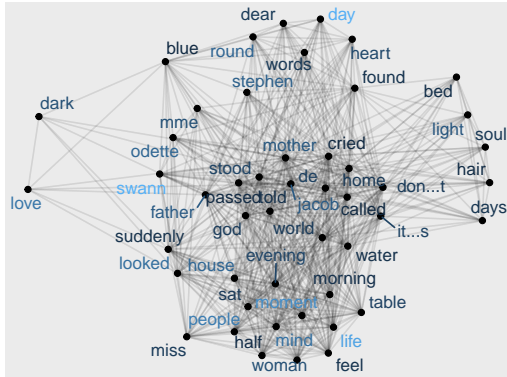 dear day
blue round heart
words
stephen found
bed
dark
mme light
odette mother cried soul
stood de hair
swann home don...t
love passed told jacob
father called days
god world it...s
suddenly water
looked house evening
morning
sat moment table
people
miss half mind life
woman feel